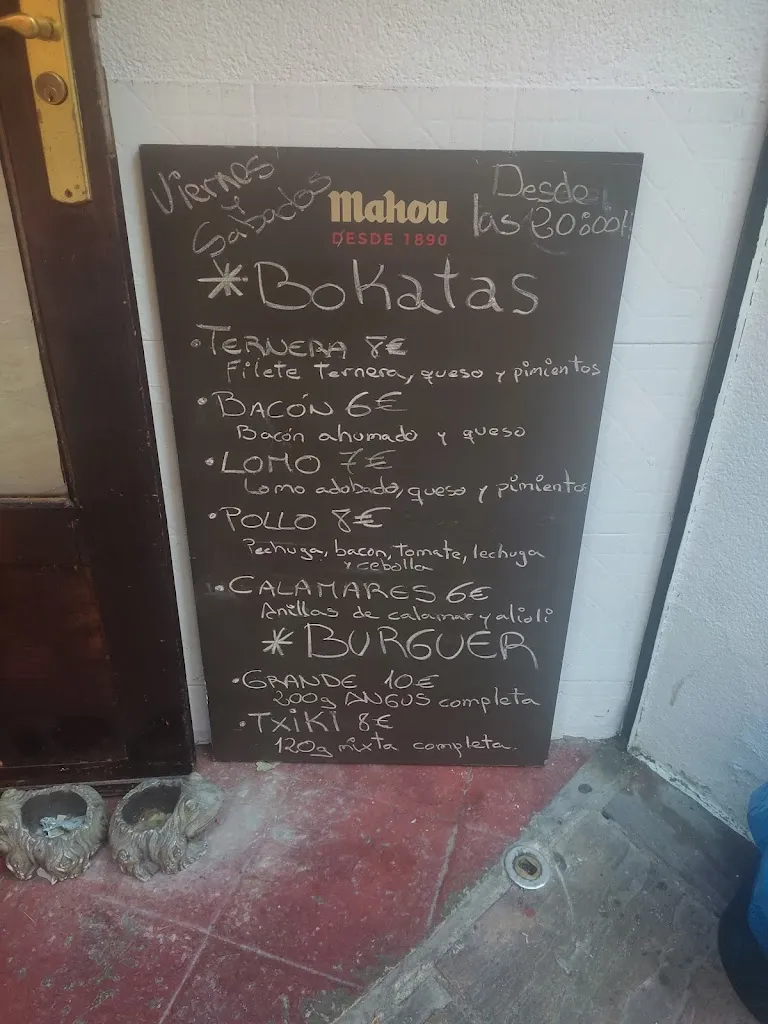 Viernes
y
Sabados
Mahou
DESDE 1890
Desde
las 20:00h
*Bokatas
• TERNERA 8€
Filete Ternera, queso y pimientos
• BACÓN 6€
Bacón ahumado y queso
• LOMO 7€
Lomo adobado, queso y pimientos
• POLLO 8€
Pechuga, bacon, tomate, lechuga
y cebolla
• CALAMARES 6€
Anillas de calamar y alioli
* BURGUER
• GRANDE 10€
200g ANGUS completa
• TXiKI 8€
120g mixta completa.